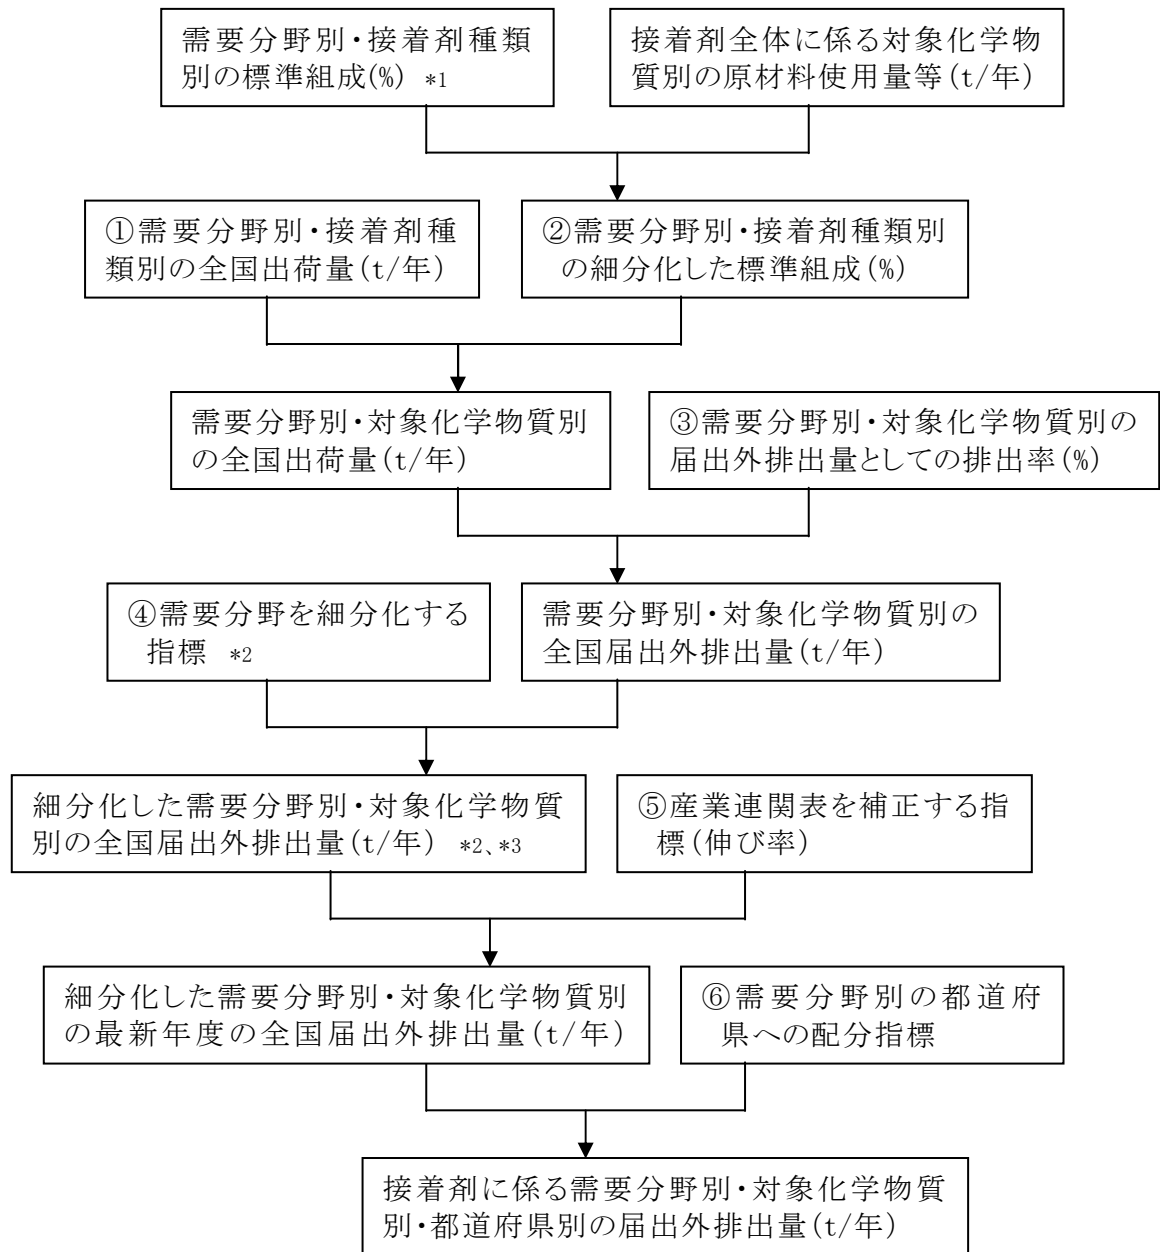 需要分野別・接着剤種類
別の標準組成(%) *1
接着剤全体に係る対象化学物
質別の原材料使用量等(t/年)
①需要分野別・接着剤種
類別の全国出荷量(t/年)
②需要分野別・接着剤種類別
の細分化した標準組成(%)
需要分野別・対象化学物質別
の全国出荷量(t/年)
③需要分野別・対象化学物質別の
届出外排出量としての排出率(%)
④需要分野を細分化する
指標 *2
需要分野別・対象化学物質別の
全国届出外排出量(t/年)
細分化した需要分野別・対象化学物質
別の全国届出外排出量(t/年) *2、*3
⑤産業連関表を補正する指
標(伸び率)
細分化した需要分野別・対象化学物質別
の最新年度の全国届出外排出量(t/年)
⑥需要分野別の都道府
県への配分指標
接着剤に係る需要分野別・対象化学物質
別・都道府県別の届出外排出量(t/年)